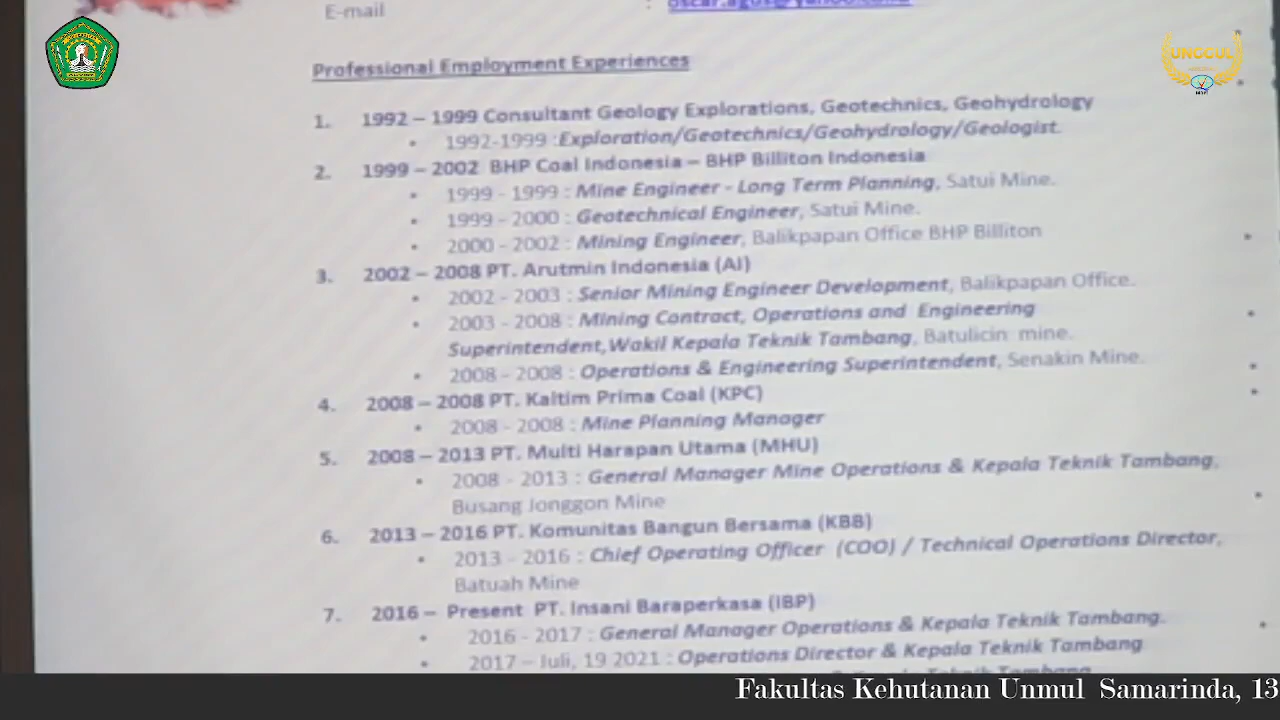 E-mail :
Professional Employment Experiences
1. 1992 – 1999 Consultant Geology Explorations, Geotechnics, Geohydrology
• 1992-1999 :Exploration/Geotechnics/Geohydrology/Geologist.
2. 1999 – 2002 BHP Coal Indonesia – BHP Billiton Indonesia
• 1999 - 1999 : Mine Engineer - Long Term Planning, Satui Mine.
• 1999 - 2000 : Geotechnical Engineer, Satui Mine.
• 2000 - 2002 : Mining Engineer, Balikpapan Office BHP Billiton
3. 2002 – 2008 PT. Arutmin Indonesia (AI)
• 2002 - 2003 : Senior Mining Engineer Development, Balikpapan Office.
• 2003 - 2008 : Mining Contract, Operations and Engineering
Superintendent,Wakil Kepala Teknik Tambang, Batulicin mine.
• 2008 - 2008 : Operations & Engineering Superintendent, Senakin Mine.
4. 2008 – 2008 PT. Kaltim Prima Coal (KPC)
• 2008 - 2008 : Mine Planning Manager
5. 2008 – 2013 PT. Multi Harapan Utama (MHU)
• 2008 - 2013 : General Manager Mine Operations & Kepala Teknik Tambang,
Busang Jonggon Mine
6. 2013 – 2016 PT. Komunitas Bangun Bersama (KBB)
• 2013 - 2016 : Chief Operating Officer (COO) / Technical Operations Director,
Batuah Mine
7. 2016 – Present PT. Insani Baraperkasa (IBP)
• 2016 - 2017 : General Manager Operations & Kepala Teknik Tambang.
• 2017 – Juli, 19 2021 : Operations Director & Kepala Teknik Tambang
& Kepala Teknik Tambang
UNGGUL
Fakultas Kehutanan Unmul Samarinda, 13